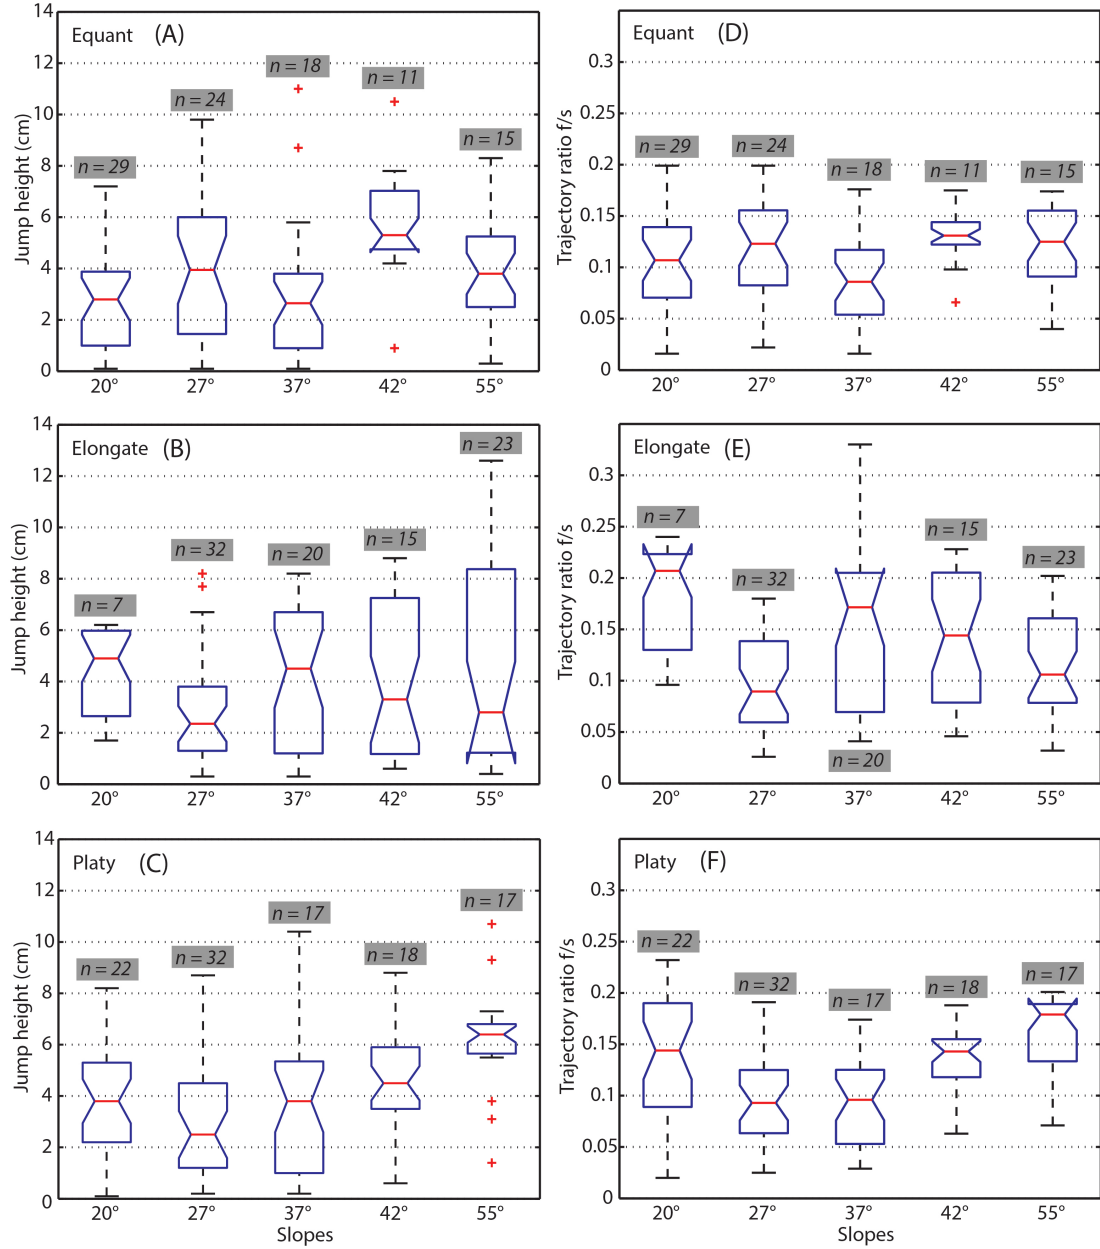 Equant (A)
Jump height (cm)
14
12
10
8
6
4
2
0
n = 29
n = 24
n = 18
n = 11
n = 15
20° 27° 37° 42° 55°
Equant (D)
Trajectory ratio f/s
0.3
0.25
0.2
0.15
0.1
0.05
0
n = 29
n = 24
n = 18
n = 11
n = 15
20° 27° 37° 42° 55°
Elongate (B)
Jump height (cm)
14
12
10
8
6
4
2
0
n = 7
n = 32
n = 20
n = 15
n = 23
20° 27° 37° 42° 55°
Elongate (E)
Trajectory ratio f/s
0.3
0.25
0.2
0.15
0.1
0.05
0
n = 7
n = 32
n = 20
n = 15
n = 23
20° 27° 37° 42° 55°
Platy (C)
Jump height (cm)
14
12
10
8
6
4
2
0
n = 22
n = 32
n = 17
n = 18
n = 17
20° 27° 37° 42° 55°
Slopes
Platy (F)
Trajectory ratio f/s
0.3
0.25
0.2
0.15
0.1
0.05
0
n = 22
n = 32
n = 17
n = 18
n = 17
20° 27° 37° 42° 55°
Slopes